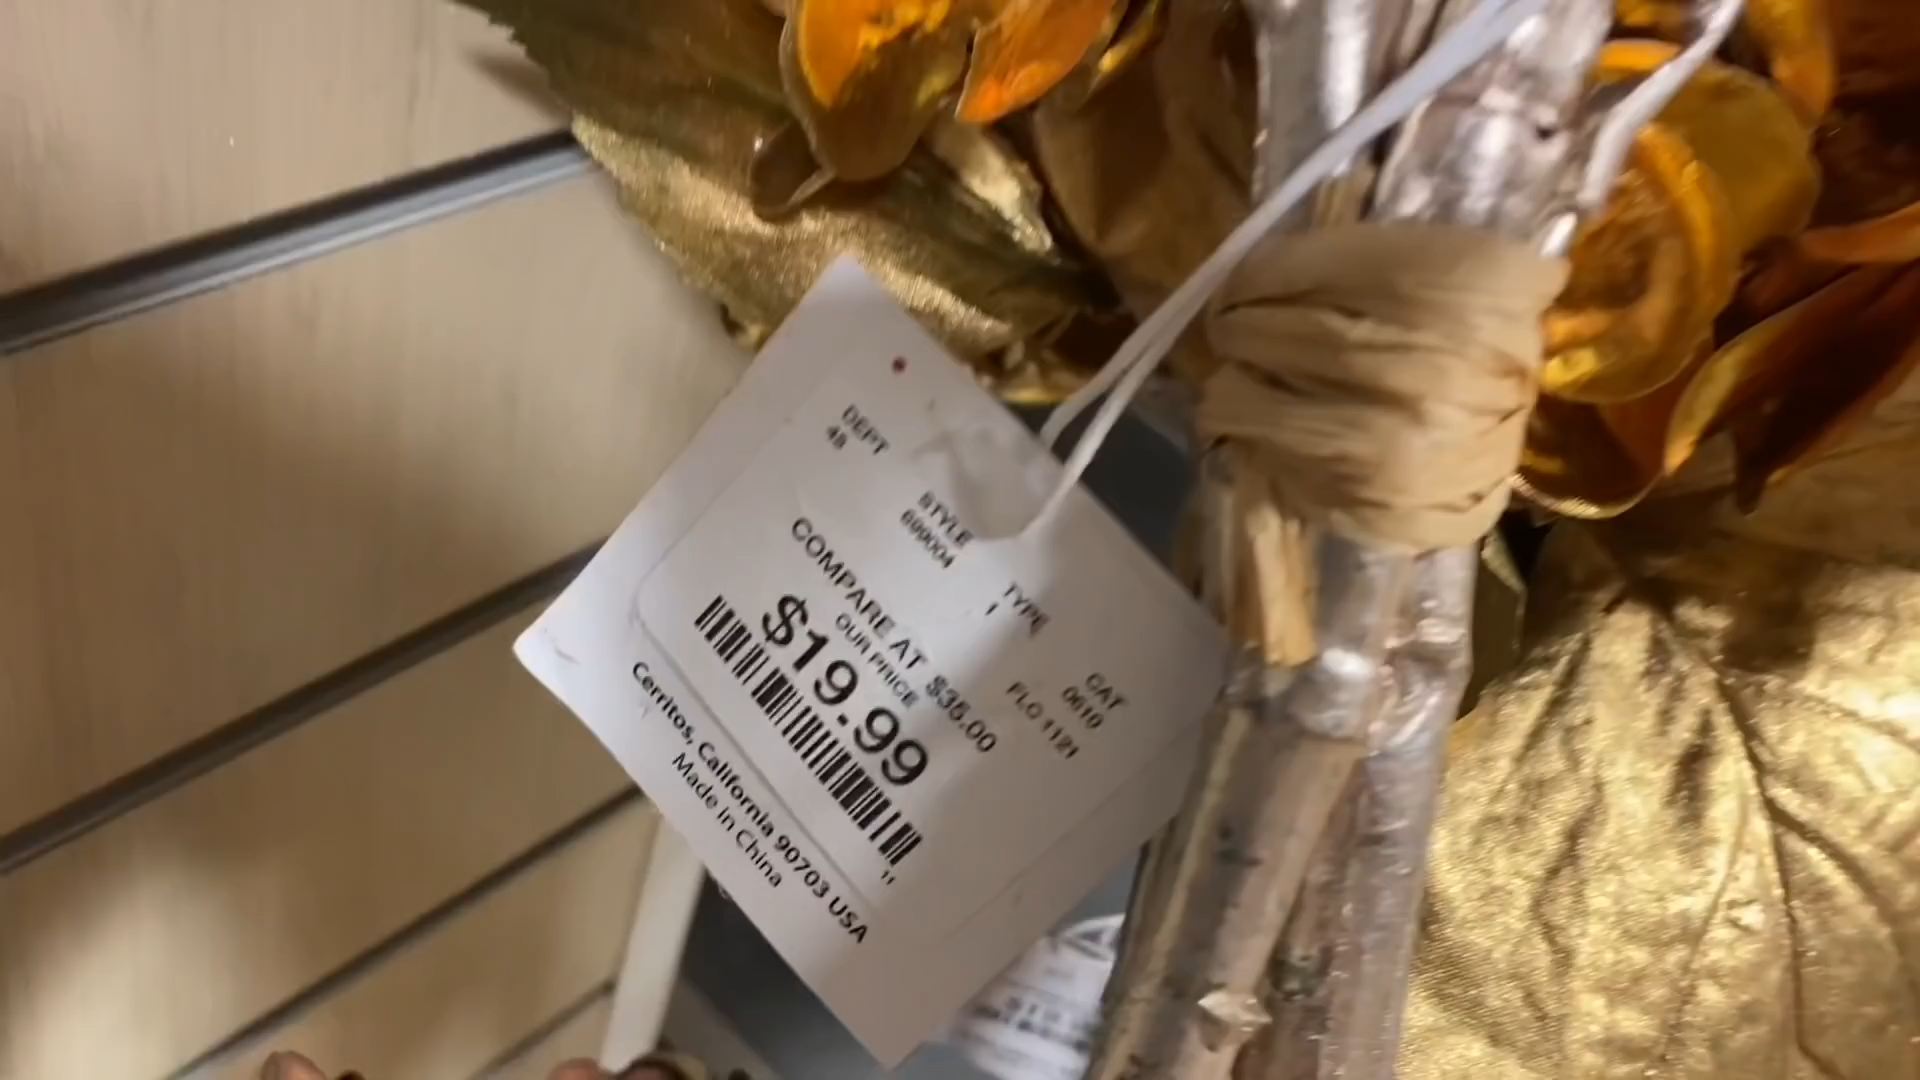 DEPT
48
STYLE
699004
TYPE
1
CAT
0610
FLO 1121
COMPARE AT $35.00
OUR PRICE
$19.99
Cerritos, California 90703 USA
Made in China